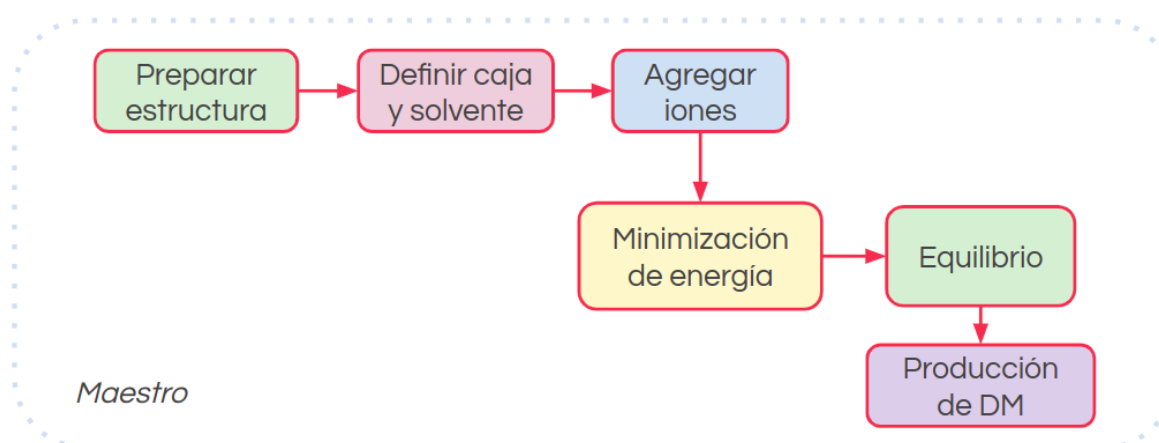 Preparar
estructura
Definir caja
y solvente
Agregar
iones
Minimización
de energía
Equilibrio
Producción
de DM
Maestro